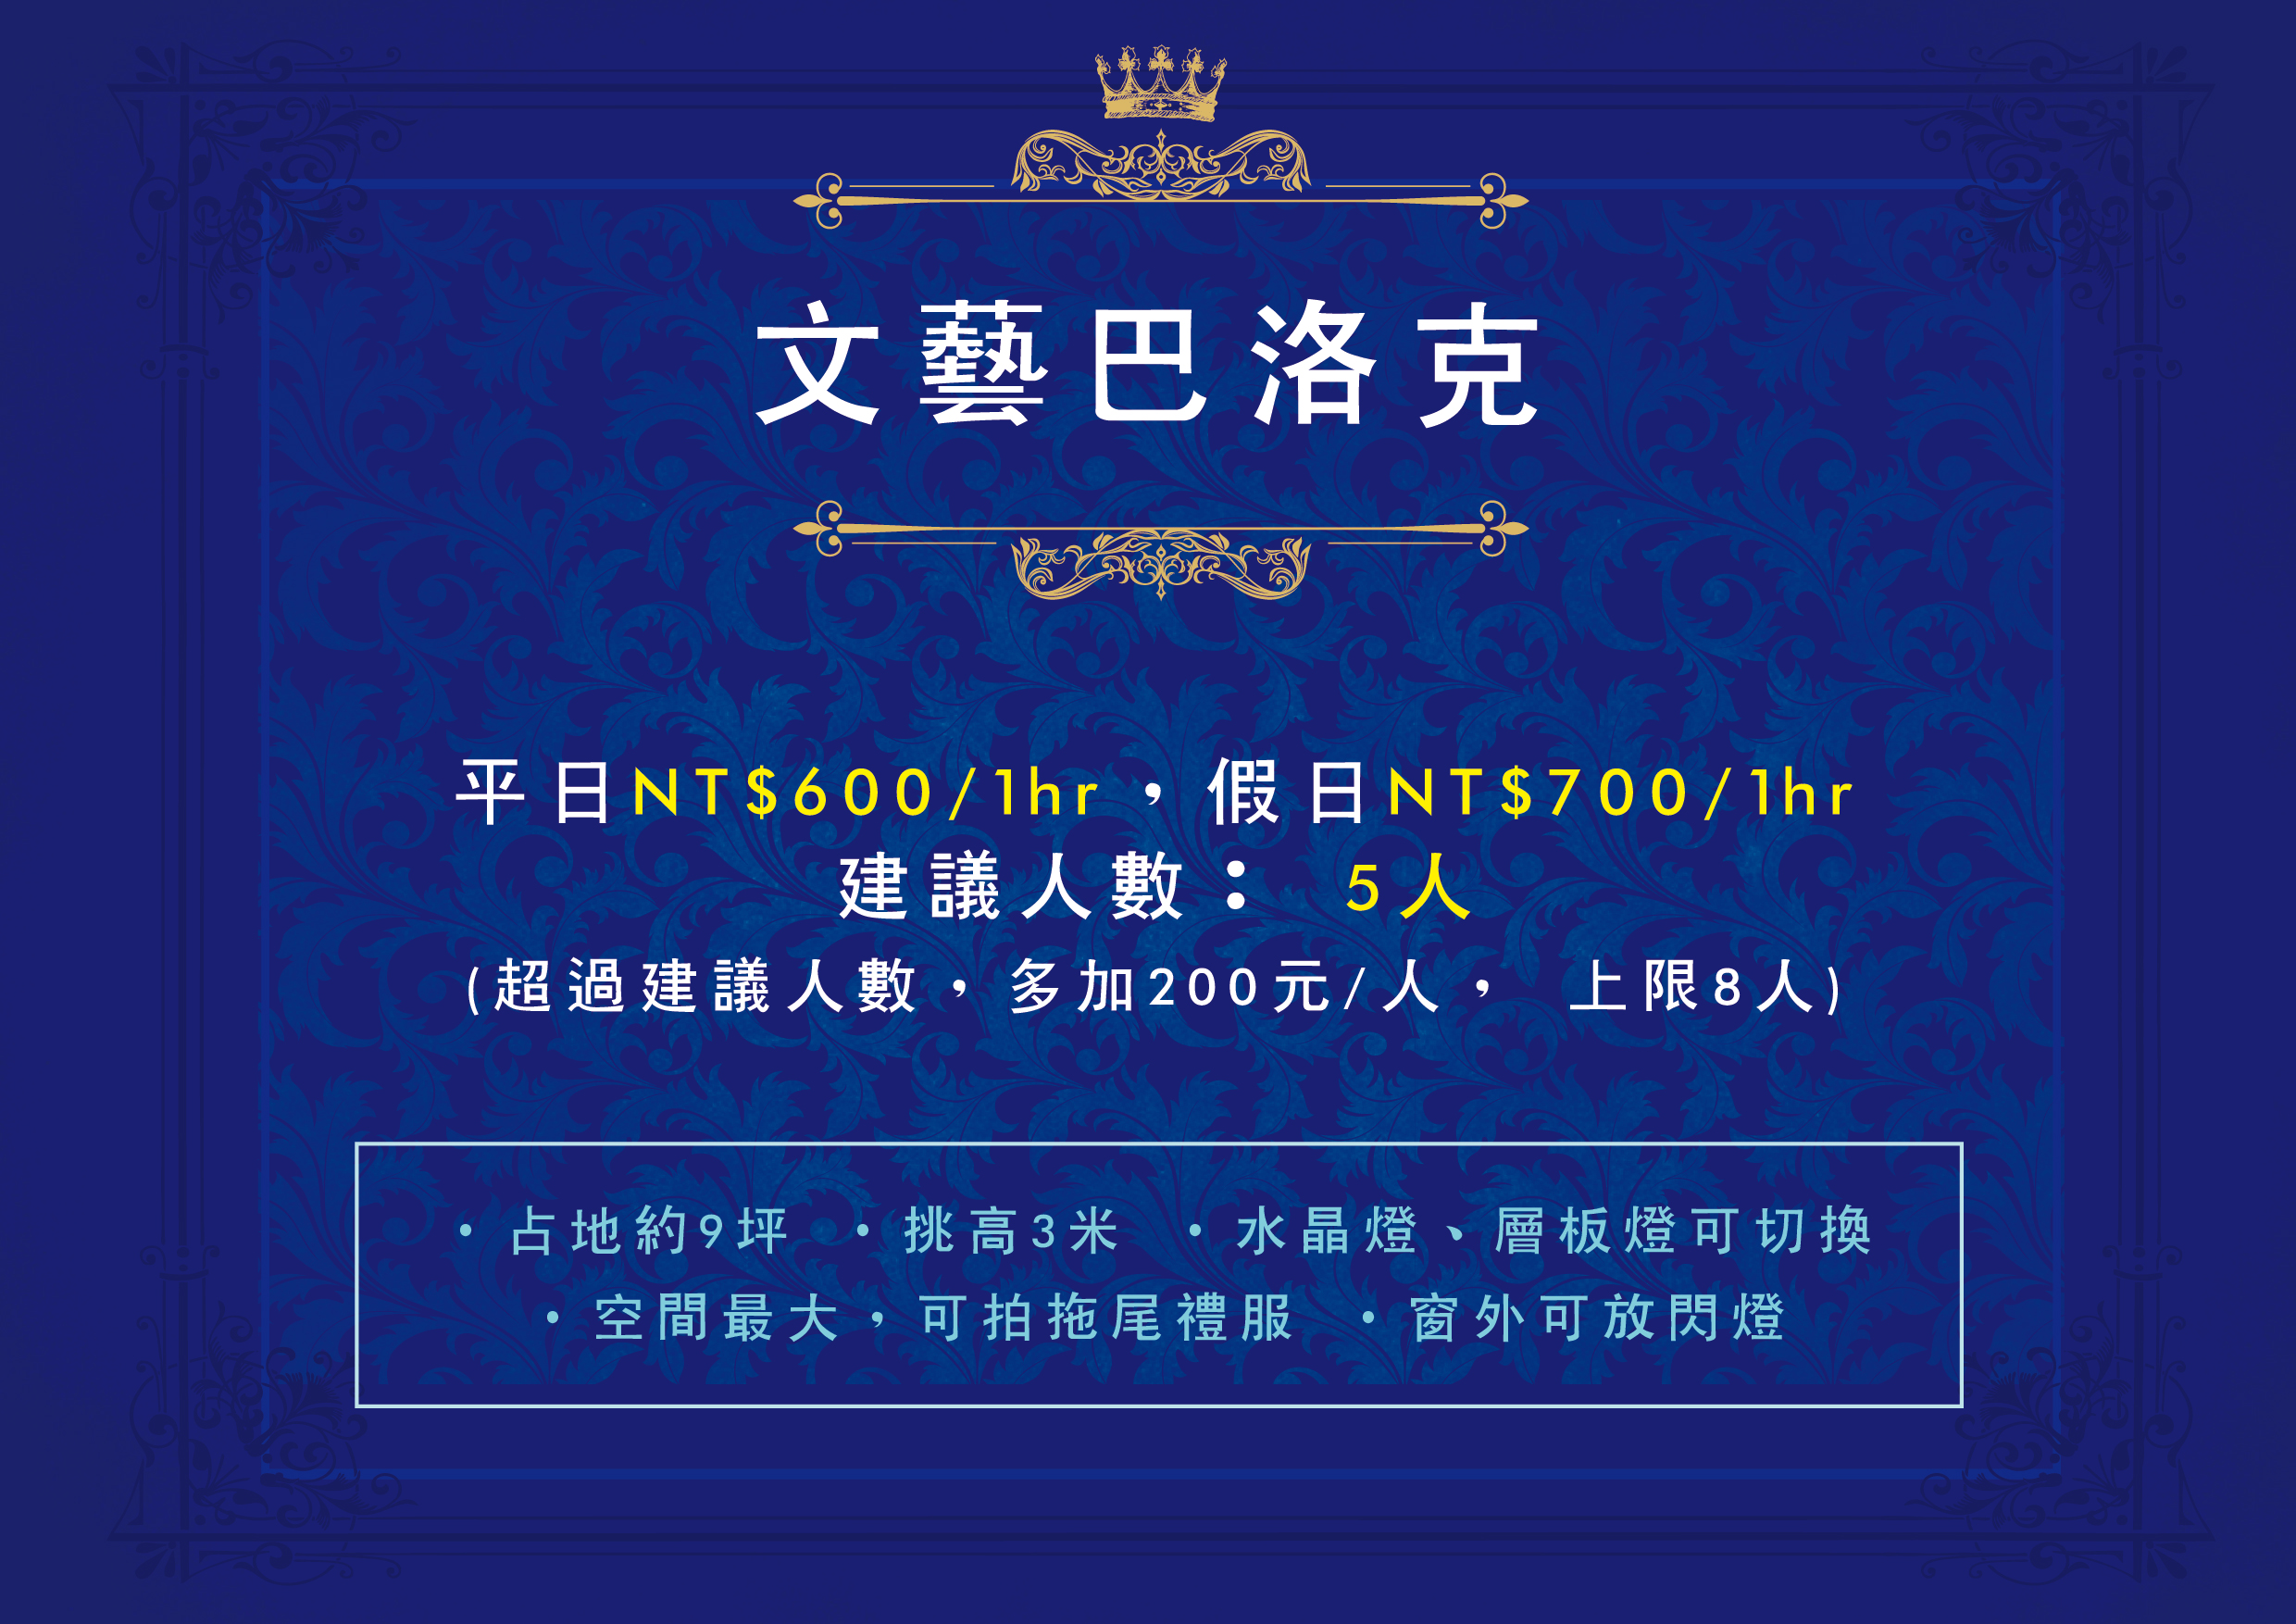 文藝巴洛克
平日NT$600/1hr，假日NT$700/1hr
建議人數： 5人
(超過建議人數，多加200元/人， 上限8人)
・占地約9坪 ・挑高3米 ・水晶燈、層板燈可切換
・空間最大，可拍拖尾禮服 ・窗外可放閃燈